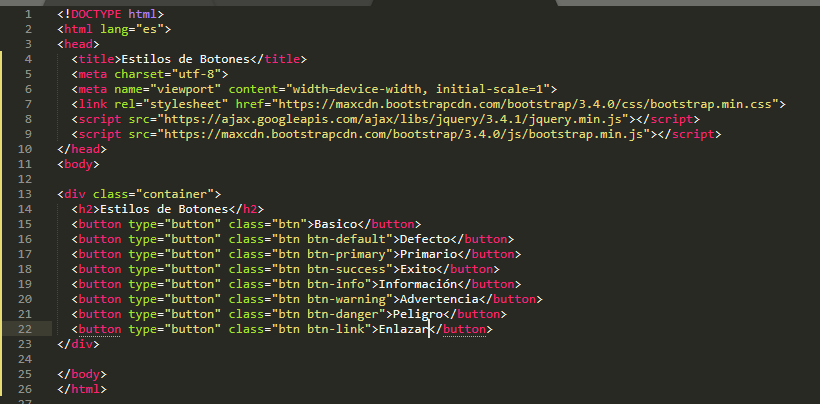 1 <!DOCTYPE html>
2 <html lang="es">
3 <head>
4 <title>Estilos de Botones</title>
5 <meta charset="utf-8">
6 <meta name="viewport" content="width=device-width, initial-scale=1">
7 <link rel="stylesheet" href="https://maxcdn.bootstrapcdn.com/bootstrap/3.4.0/css/bootstrap.min.css">
8 <script src="https://ajax.googleapis.com/ajax/libs/jquery/3.4.1/jquery.min.js"></script>
9 <script src="https://maxcdn.bootstrapcdn.com/bootstrap/3.4.0/js/bootstrap.min.js"></script>
10 </head>
11 <body>
12
13 <div class="container">
14 <h2>Estilos de Botones</h2>
15 <button type="button" class="btn">Basico</button>
16 <button type="button" class="btn btn-default">Defecto</button>
17 <button type="button" class="btn btn-primary">Primario</button>
18 <button type="button" class="btn btn-success">Exito</button>
19 <button type="button" class="btn btn-info">Información</button>
20 <button type="button" class="btn btn-warning">Advertencia</button>
21 <button type="button" class="btn btn-danger">Peligro</button>
22 <button type="button" class="btn btn-link">Enlazar</button>
23 </div>
24
25 </body>
26 </html>
27